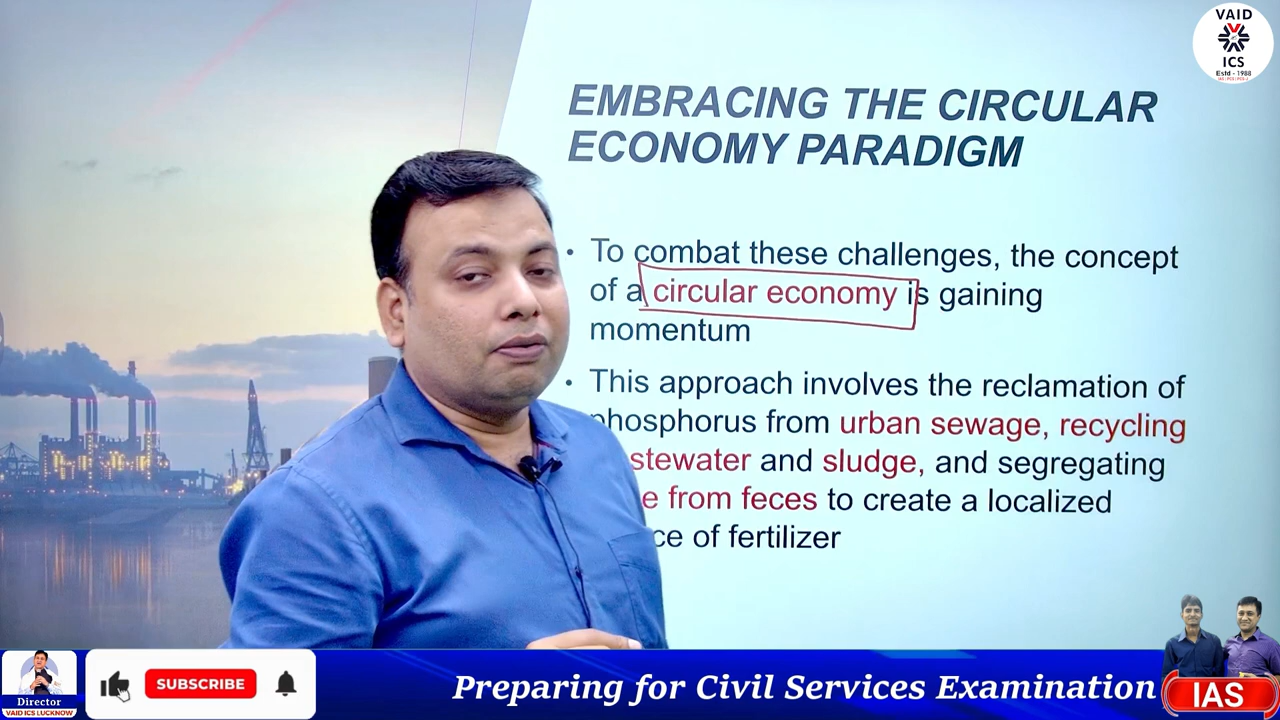 VAID
ICS
Estd - 1988
EMBRACING THE CIRCULAR
ECONOMY PARADIGM
• To combat these challenges, the concept
of a circular economy is gaining
momentum
• This approach involves the reclamation of
phosphorus from urban sewage, recycling
stewater and sludge, and segregating
e from feces to create a localized
ce of fertilizer
Director
VAID ICS LUCKNOW
SUBSCRIBE
Preparing for Civil Services Examination
IAS